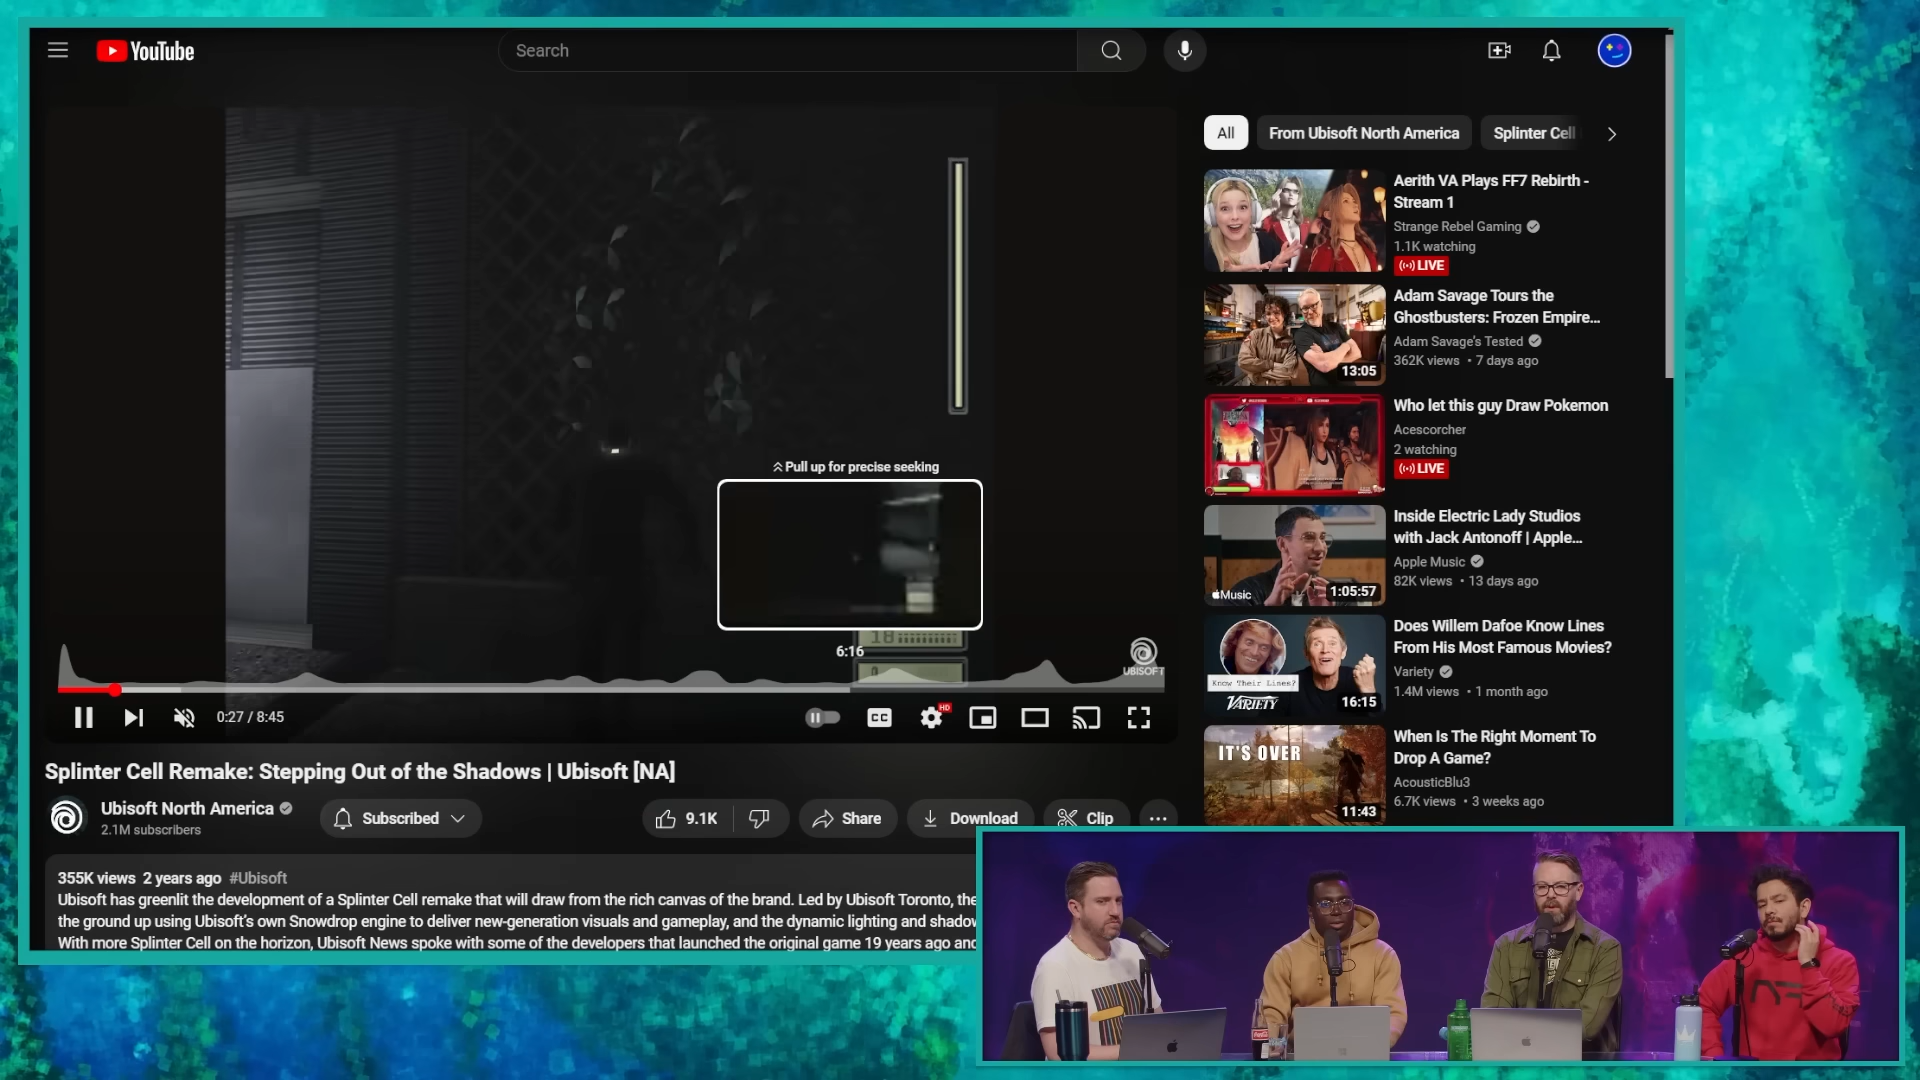 YouTube
Search
Pull up for precise seeking
6:16
UBISOFT
0:27 / 8:45
CC
HD
Splinter Cell Remake: Stepping Out of the Shadows | Ubisoft [NA]
Ubisoft North America
2.1M subscribers
Subscribed
9.1K
Share
Download
Clip
355K views 2 years ago #Ubisoft
Ubisoft has greenlit the development of a Splinter Cell remake that will draw from the rich canvas of the brand. Led by Ubisoft Toronto, the
the ground up using Ubisoft's own Snowdrop engine to deliver new-generation visuals and gameplay, and the dynamic lighting and shadow
With more Splinter Cell on the horizon, Ubisoft News spoke with some of the developers that launched the original game 19 years ago and
All
From Ubisoft North America
Splinter Cell
Aerith VA Plays FF7 Rebirth -
Stream 1
Strange Rebel Gaming
1.1K watching
LIVE
Adam Savage Tours the
Ghostbusters: Frozen Empire...
Adam Savage's Tested
362K views • 7 days ago
13:05
Who let this guy Draw Pokemon
Acescorcher
2 watching
LIVE
Inside Electric Lady Studios
with Jack Antonoff | Apple...
Apple Music
82K views • 13 days ago
Music
1:05:57
Does Willem Dafoe Know Lines
From His Most Famous Movies?
Variety
1.4M views • 1 month ago
Know Their Lines?
VARIETY
16:15
When Is The Right Moment To
Drop A Game?
AcousticBlu3
6.7K views • 3 weeks ago
IT'S OVER
11:43